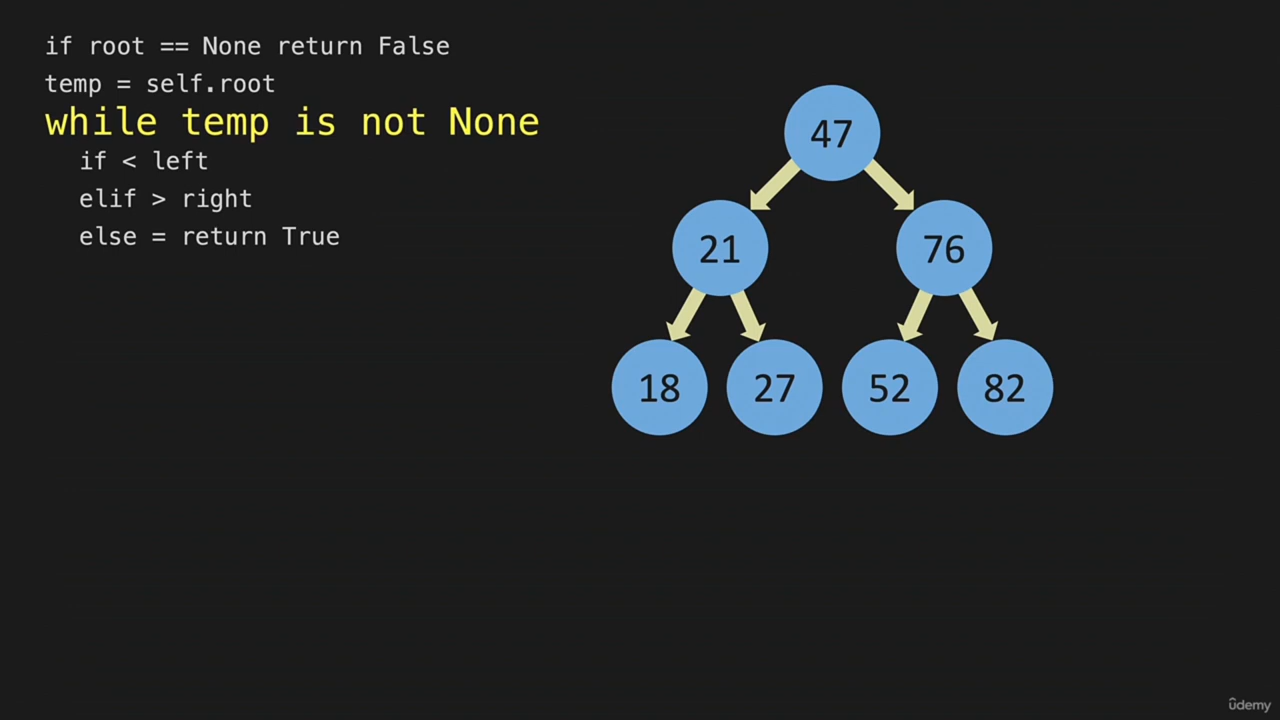 if root == None return False
temp = self.root
while temp is not None
if < left
elif > right
else = return True
47
21
76
18
27
52
82
ûdemy